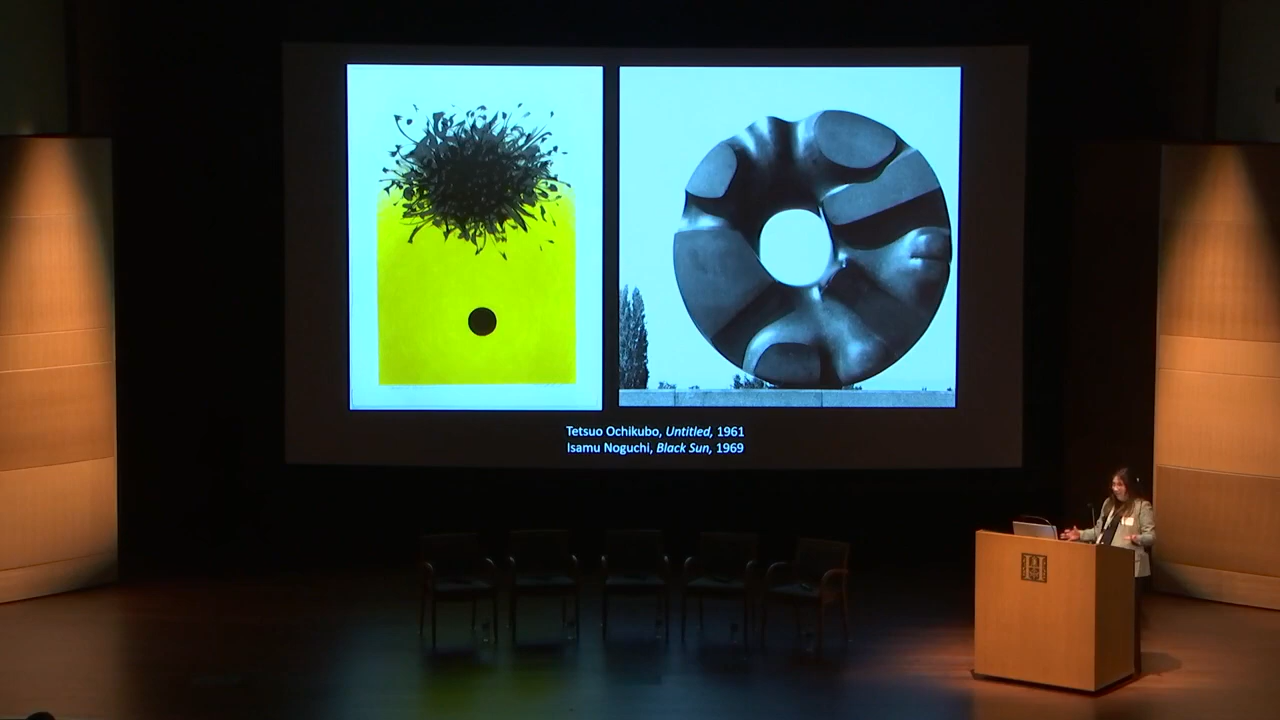 Tetsuo Ochikubo, Untitled, 1961
Isamu Noguchi, Black Sun, 1969